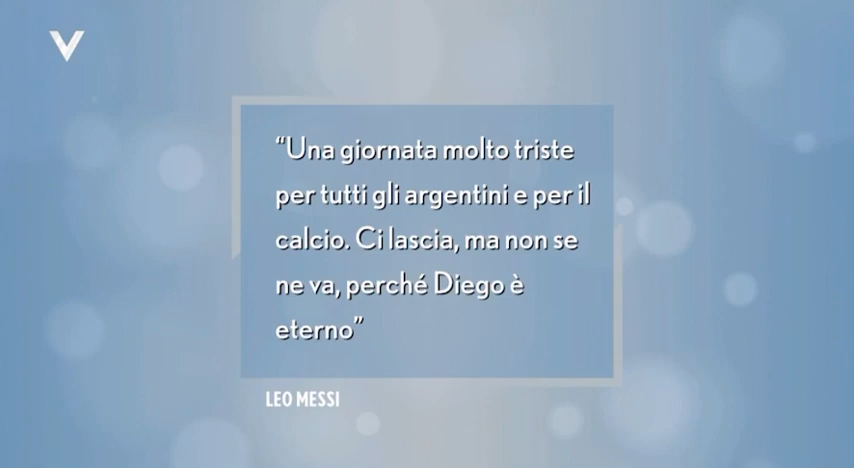 V
“Una giornata molto triste
per tutti gli argentini e per il
calcio. Ci lascia, ma non se
ne va, perché Diego è
eterno”
LEO MESSI